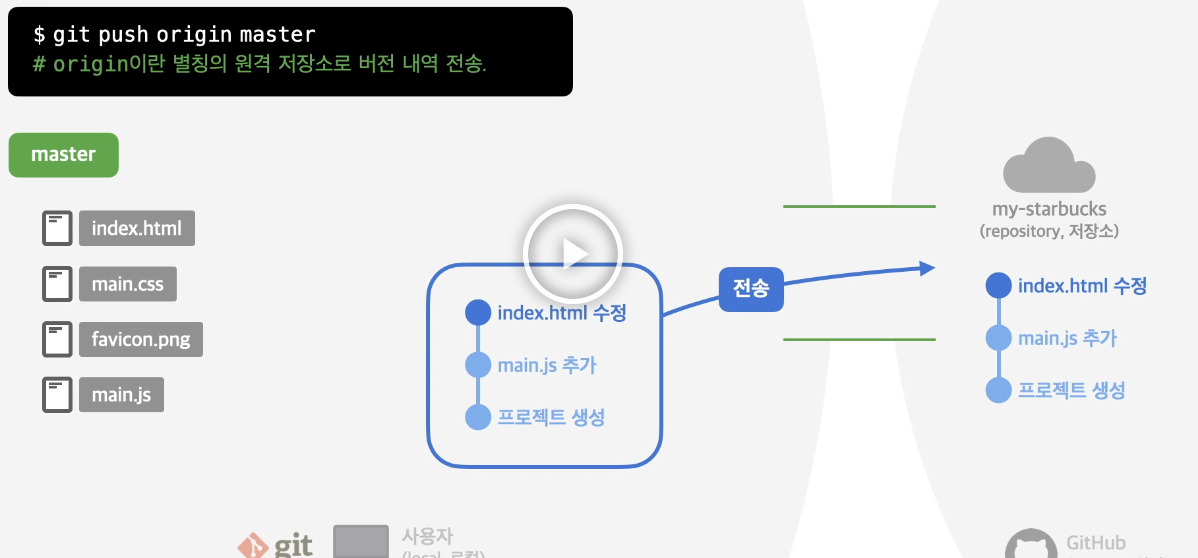 $ git push origin master
# origin이란 별칭의 원격 저장소로 버전 내역 전송.
master
index.html
main.css
favicon.png
main.js
index.html 수정
main.js 추가
프로젝트 생성
전송
my-starbucks
(repository, 저장소)
index.html 수정
main.js 추가
프로젝트 생성
git
사용자
(local, 로컬)
GitHub